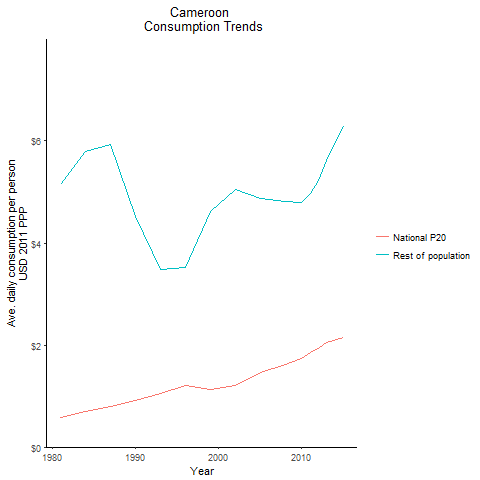 Cameroon
Consumption Trends
Ave. daily consumption per person
USD 2011 PPP
$6
$4
$2
$0
1980 1990 2000 2010
Year
National P20
Rest of population